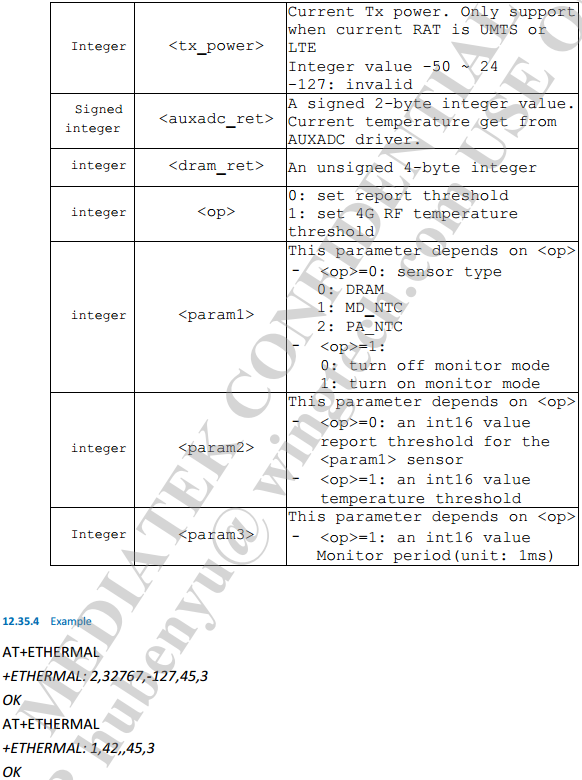 Current Tx power. Only support
when current RAT is UMTS or
LTE
Integer <tx_power>
Integer value -50 ~ 24
-127: invalid
Signed
integer
<auxadc_ret>
A signed 2-byte integer value.
Current temperature get from
AUXADC driver.
integer <dram_ret> An unsigned 4-byte integer
integer <op>
0: set report threshold
1: set 4G RF temperature
threshold
integer <param1>
This parameter depends on <op>
- <op>=0: sensor type
0: DRAM
1: MD_NTC
2: PA_NTC
- <op>=1:
0: turn off monitor mode
1: turn on monitor mode
integer <param2>
This parameter depends on <op>
- <op>=0: an int16 value
report threshold for the
<param1> sensor
- <op>=1: an int16 value
temperature threshold
Integer <param3>
This parameter depends on <op>
- <op>=1: an int16 value
Monitor period(unit: 1ms)
12.35.4 Example
AT+ETHERMAL
+ETHERMAL: 2,32767,-127,45,3
OK
AT+ETHERMAL
+ETHERMAL: 1,42,,45,3
OK
MEDIATEK CONFIDENTIAL
hubenyu@ wingtech.com USE O